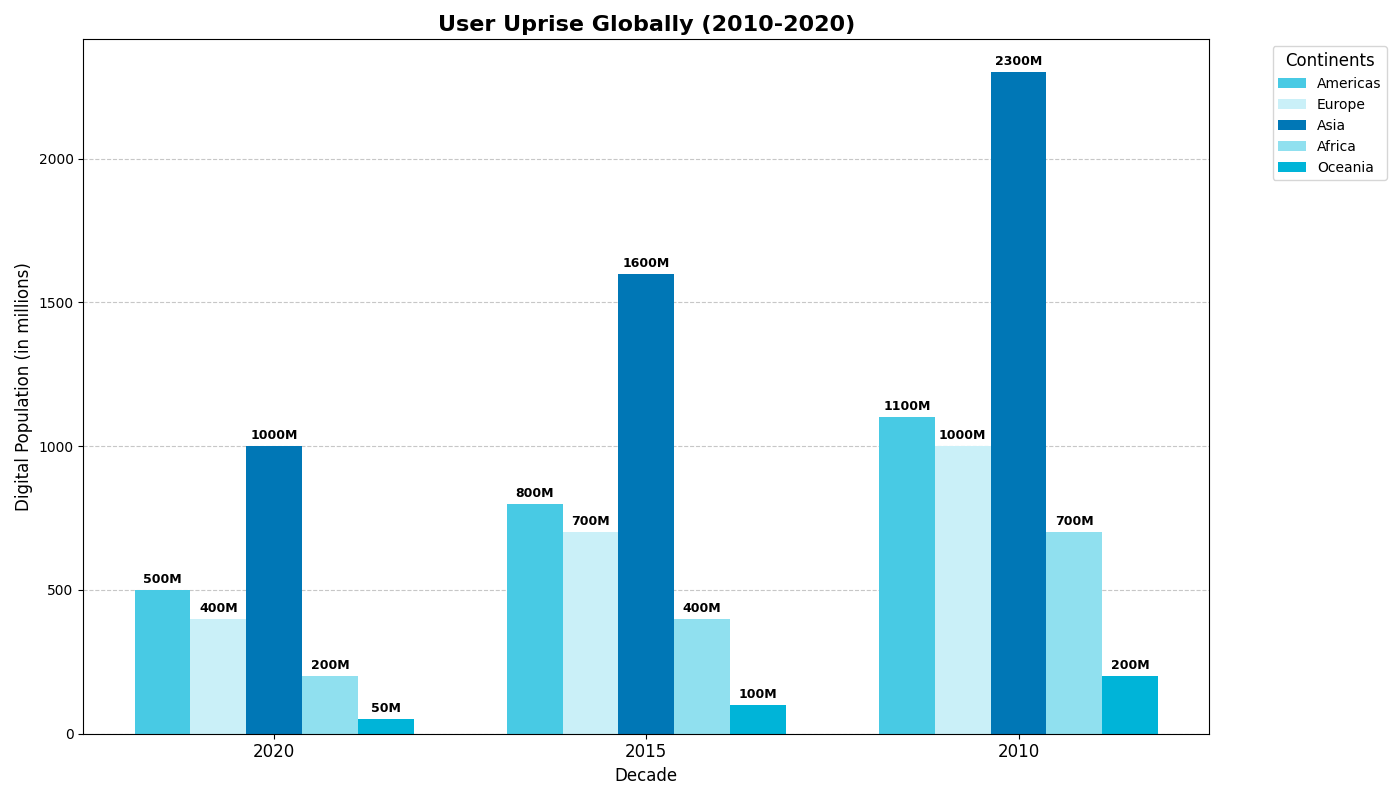 User Uprise Globally (2010-2020)
Continents
Americas
Europe
Asia
Africa
Oceania
Digital Population (in millions)
2000
1500
1000
500
0
500M
400M
1000M
200M
50M
800M
700M
1600M
400M
100M
1100M
1000M
2300M
700M
200M
2020
2015
2010
Decade